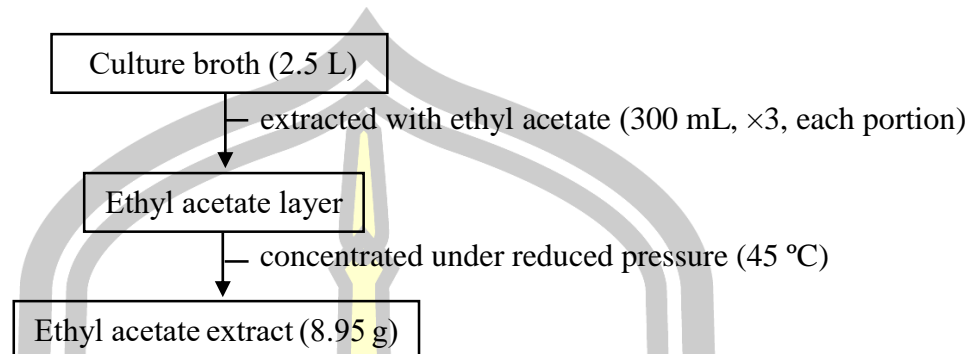 Culture broth (2.5 L)
extracted with ethyl acetate (300 mL, ×3, each portion)
Ethyl acetate layer
concentrated under reduced pressure (45 ºC)
Ethyl acetate extract (8.95 g)